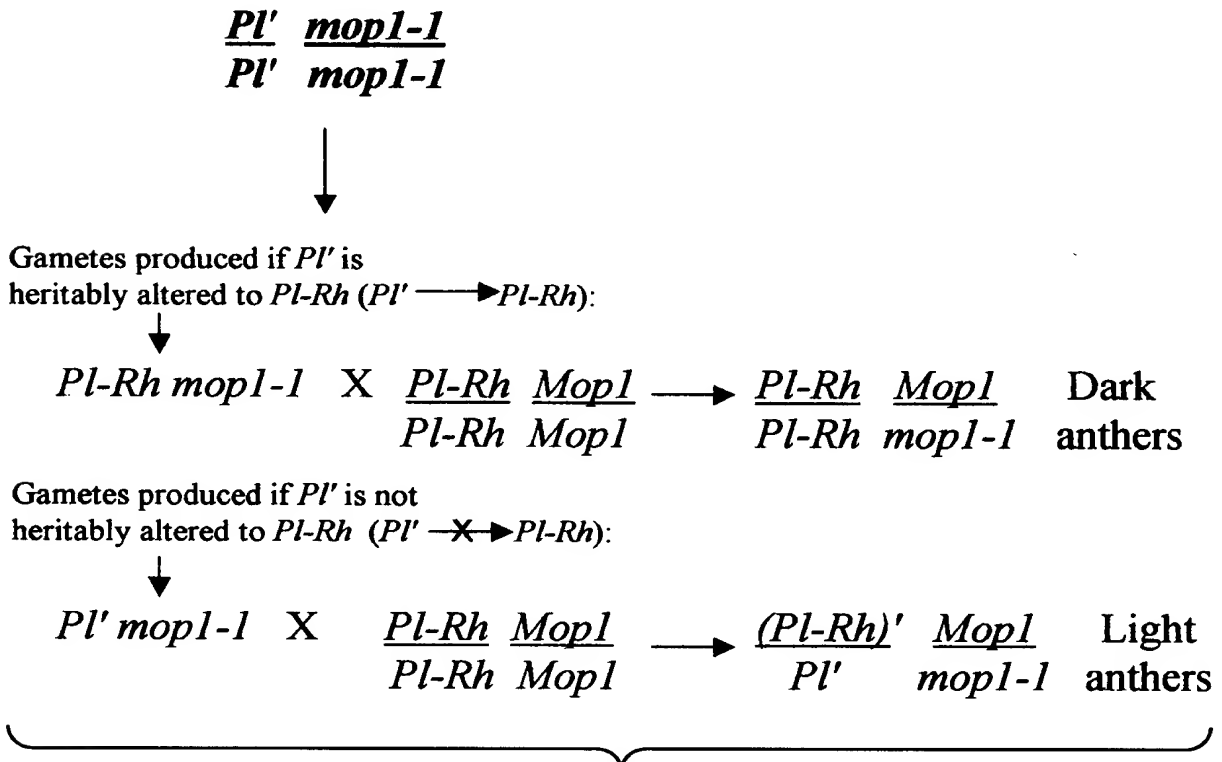 Pl' mop1-1
Pl' mop1-1
Gametes produced if Pl' is
heritably altered to Pl-Rh (Pl' ⟶ Pl-Rh):
Pl-Rh mop1-1 X Pl-Rh Mop1 ⟶ Pl-Rh Mop1 Dark
Pl-Rh Mop1 Pl-Rh mop1-1 anthers
Gametes produced if Pl' is not
heritably altered to Pl-Rh (Pl' —X→ Pl-Rh):
Pl' mop1-1 X Pl-Rh Mop1 ⟶ (Pl-Rh)' Mop1 Light
Pl-Rh Mop1 Pl' mop1-1 anthers